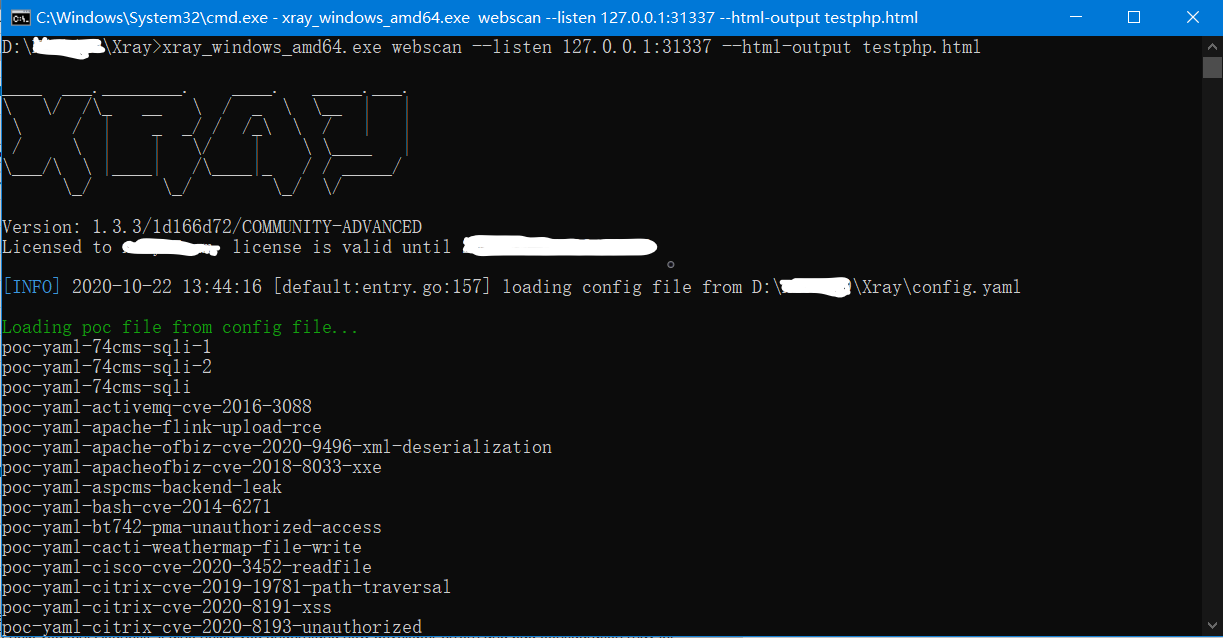 C:\Windows\System32\cmd.exe - xray_windows_amd64.exe webscan --listen 127.0.0.1:31337 --html-output testphp.html
D:\ \Xray>xray_windows_amd64.exe webscan --listen 127.0.0.1:31337 --html-output testphp.html
XRAY
Version: 1.3.3/1d166d72/COMMUNITY-ADVANCED
Licensed to license is valid until
[INFO] 2020-10-22 13:44:16 [default:entry.go:157] loading config file from D:\ \Xray\config.yaml
Loading poc file from config file...
poc-yaml-74cms-sqli-1
poc-yaml-74cms-sqli-2
poc-yaml-74cms-sqli
poc-yaml-activemq-cve-2016-3088
poc-yaml-apache-flink-upload-rce
poc-yaml-apache-ofbiz-cve-2020-9496-xml-deserialization
poc-yaml-apacheofbiz-cve-2018-8033-xxe
poc-yaml-aspcms-backend-leak
poc-yaml-bash-cve-2014-6271
poc-yaml-bt742-pma-unauthorized-access
poc-yaml-cacti-weathermap-file-write
poc-yaml-cisco-cve-2020-3452-readfile
poc-yaml-citrix-cve-2019-19781-path-traversal
poc-yaml-citrix-cve-2020-8191-xss
poc-yaml-citrix-cve-2020-8193-unauthorized